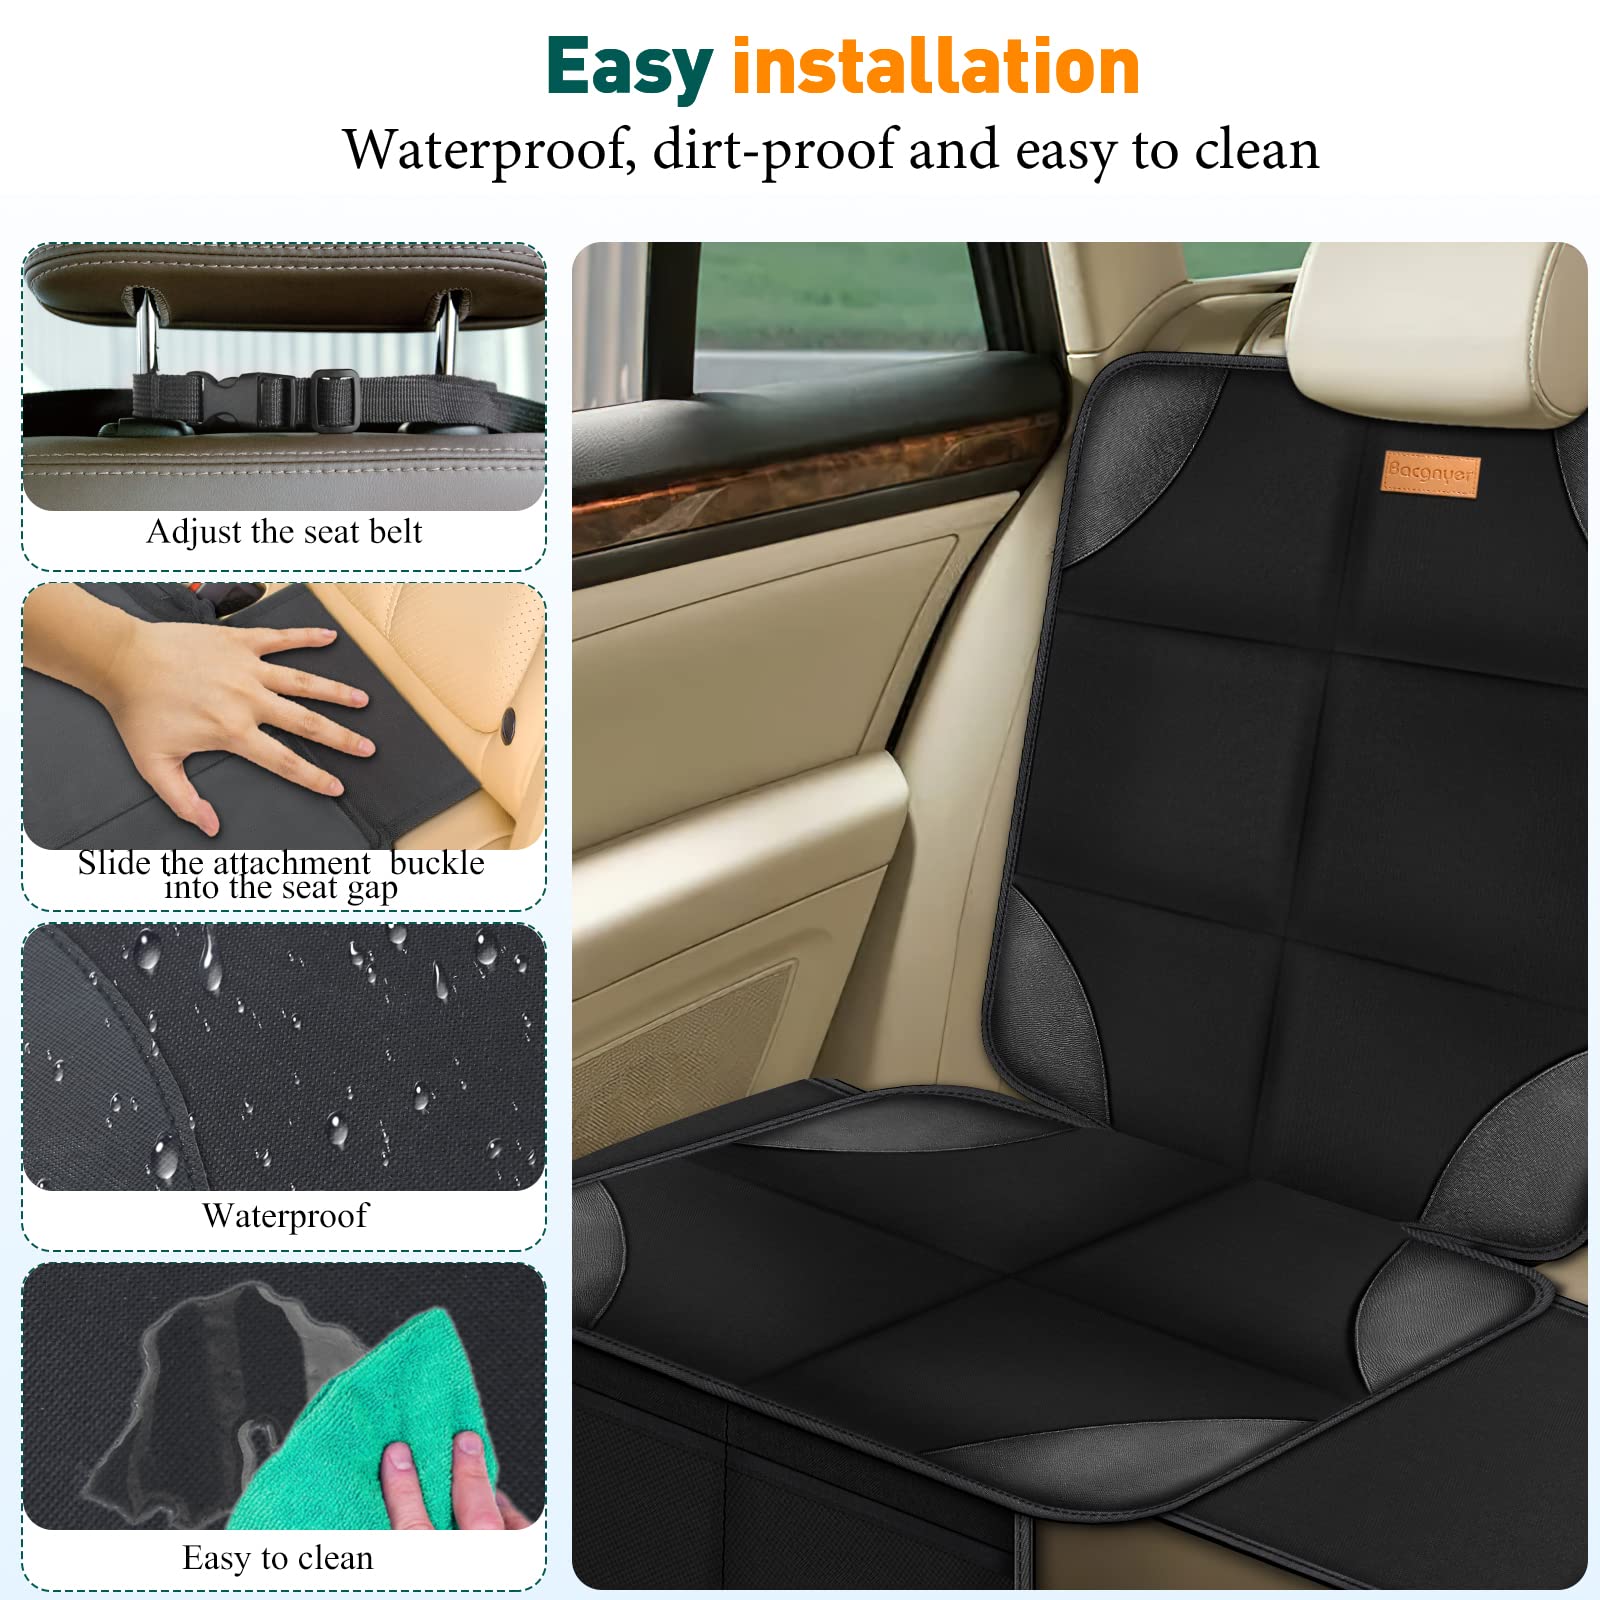 Easy installation
Waterproof, dirt-proof and easy to clean
Adjust the seat belt
Slide the attachment buckle
into the seat gap
Waterproof
Easy to clean
Bacgnyer